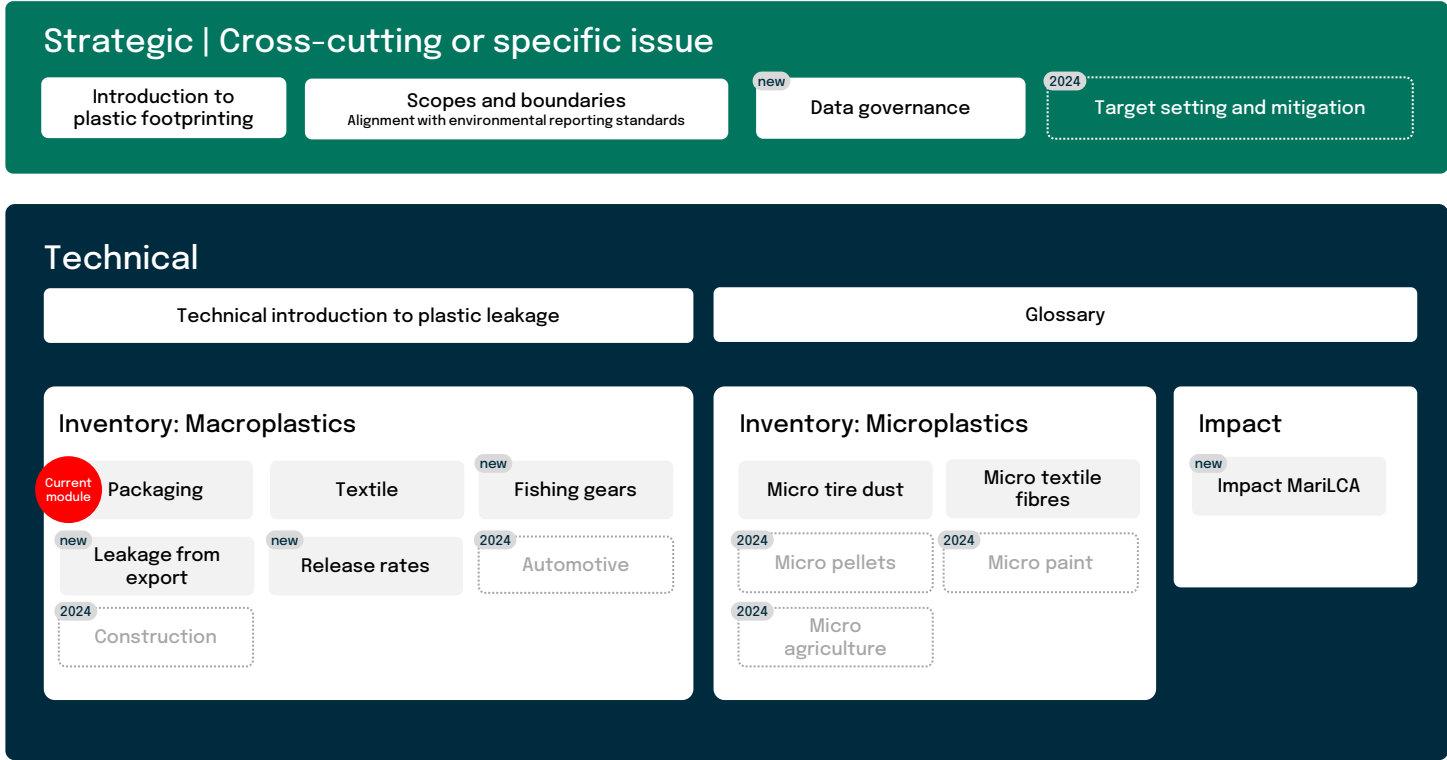 Strategic | Cross-cutting or specific issue
Introduction to
plastic footprinting
Scopes and boundaries
Alignment with environmental reporting standards
new
Data governance
2024
Target setting and mitigation
Technical
Technical introduction to plastic leakage
Glossary
Inventory: Macroplastics
Current
module
Packaging
Textile
new
Fishing gears
new
Leakage from
export
new
Release rates
2024
Automotive
2024
Construction
Inventory: Microplastics
Micro tire dust
Micro textile
fibres
2024
Micro pellets
2024
Micro paint
2024
Micro
agriculture
Impact
new
Impact MariLCA